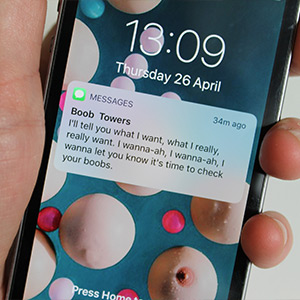 13:09
Thursday 26 April
MESSAGES 34m ago
Boob Towers
I'll tell you what I want, what I really,
really want. I wanna-ah, I wanna-ah, I
wanna let you know it's time to check
your boobs.
Press Home